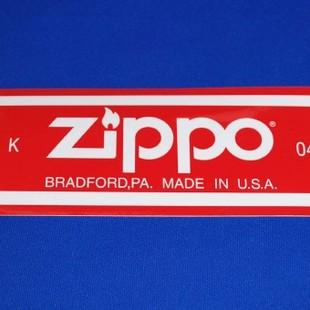 K zippo® 04
BRADFORD,PA. MADE IN U.S.A.